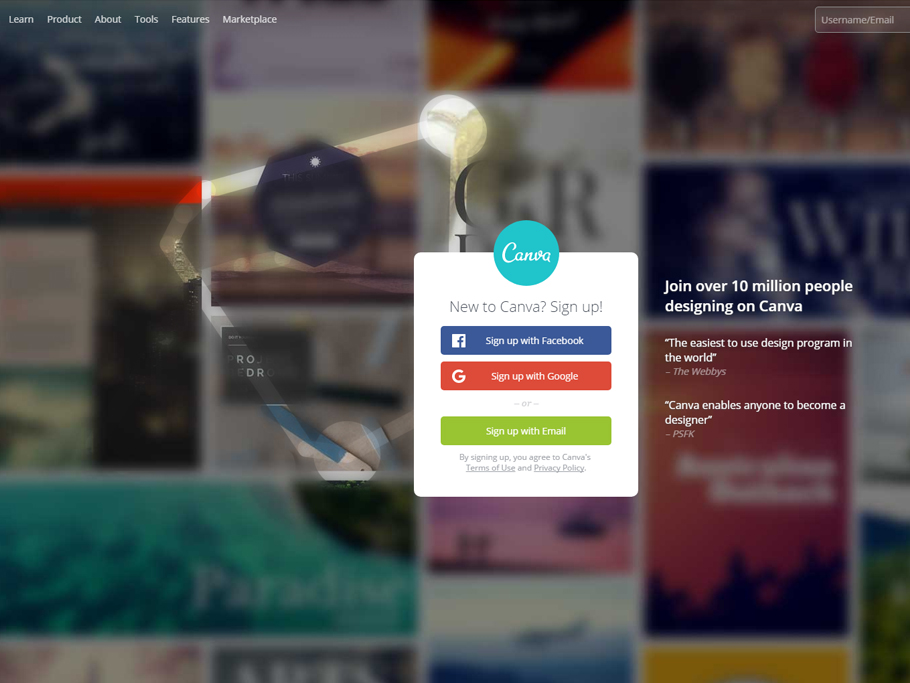 Learn Product About Tools Features Marketplace
Username/Email
Canva
New to Canva? Sign up!
Sign up with Facebook
Sign up with Google
– or –
Sign up with Email
By signing up, you agree to Canva's
Terms of Use and Privacy Policy.
Join over 10 million people
designing on Canva
“The easiest to use design program in
the world”
– The Webbys
“Canva enables anyone to become a
designer”
– PSFK
Paradise
Australian
Outback